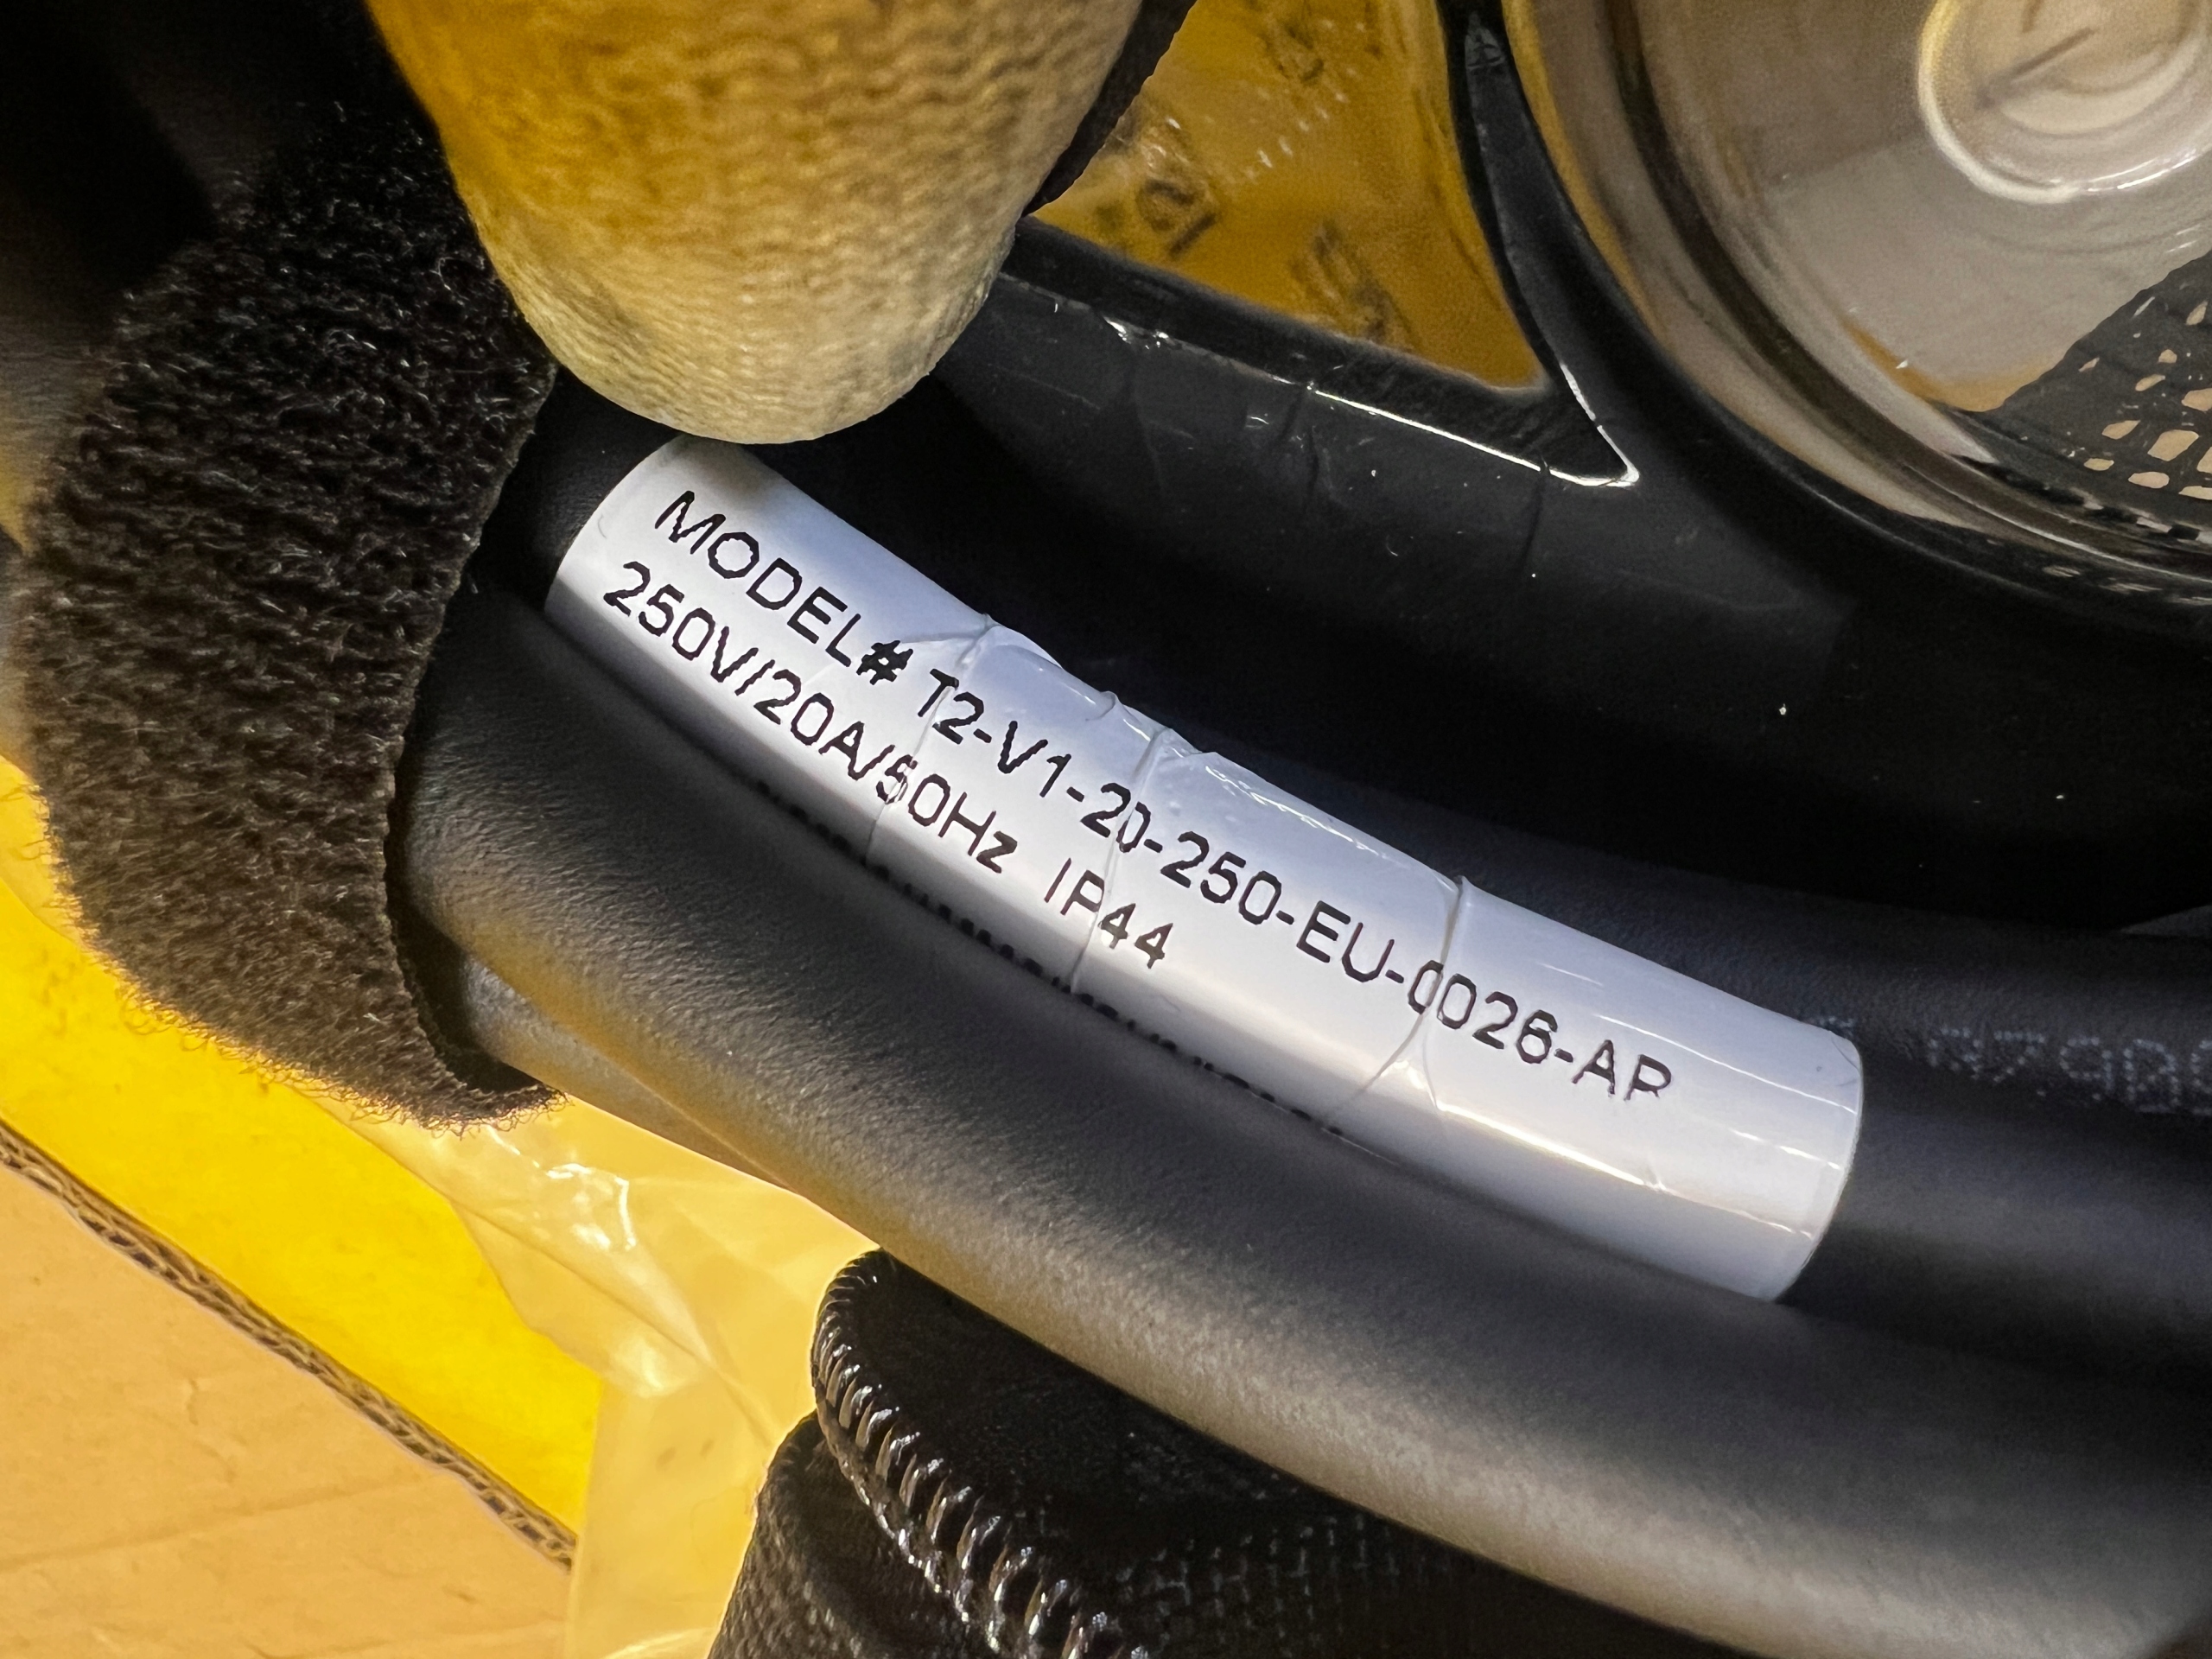 MODEL# T2-V1-20-250-EU-0026-AP
250V/20A/50Hz IP44